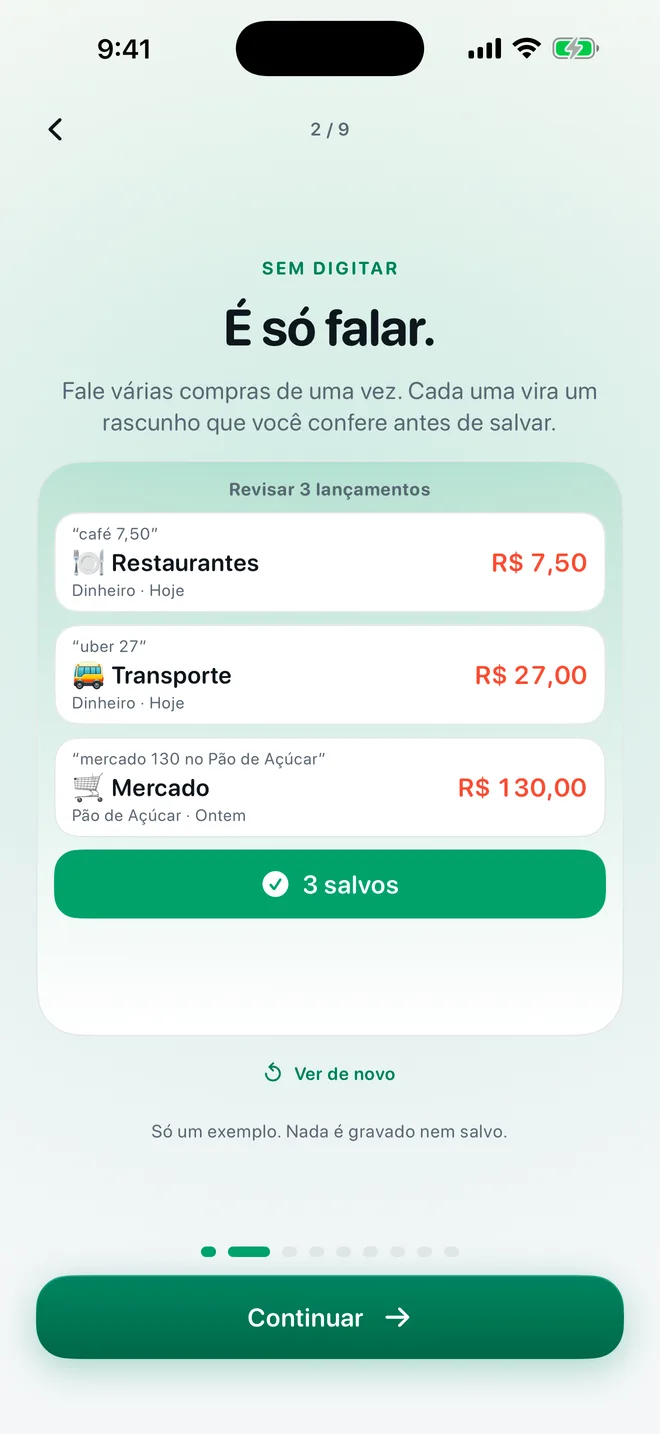 9:41
2 / 9
SEM DIGITAR
É só falar.
Fale várias compras de uma vez. Cada uma vira um
rascunho que você confere antes de salvar.
Revisar 3 lançamentos
“café 7,50”
Restaurantes
R$ 7,50
Dinheiro · Hoje
“uber 27”
Transporte
R$ 27,00
Dinheiro · Hoje
“mercado 130 no Pão de Açúcar”
Mercado
R$ 130,00
Pão de Açúcar · Ontem
3 salvos
Ver de novo
Só um exemplo. Nada é gravado nem salvo.
Continuar